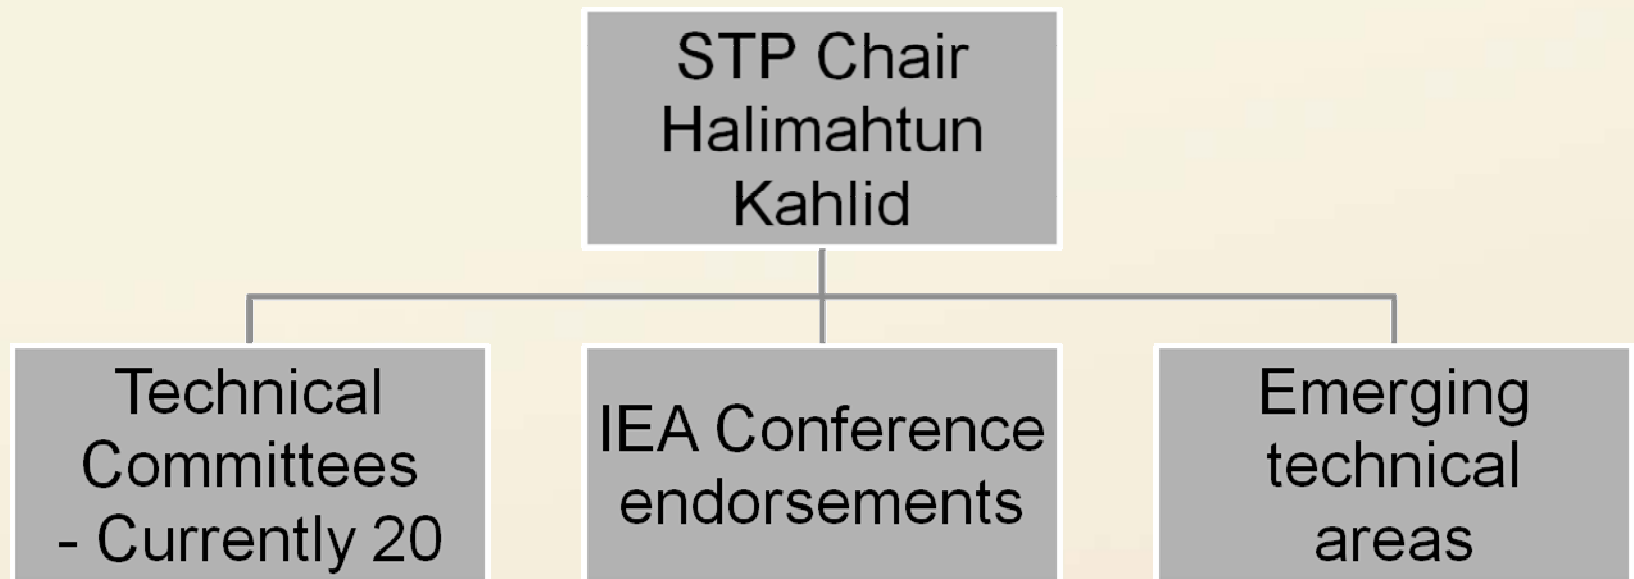 STP Chair
Halimahtun
Kahlid
Technical
Committees
- Currently 20
IEA Conference
endorsements
Emerging
technical
areas